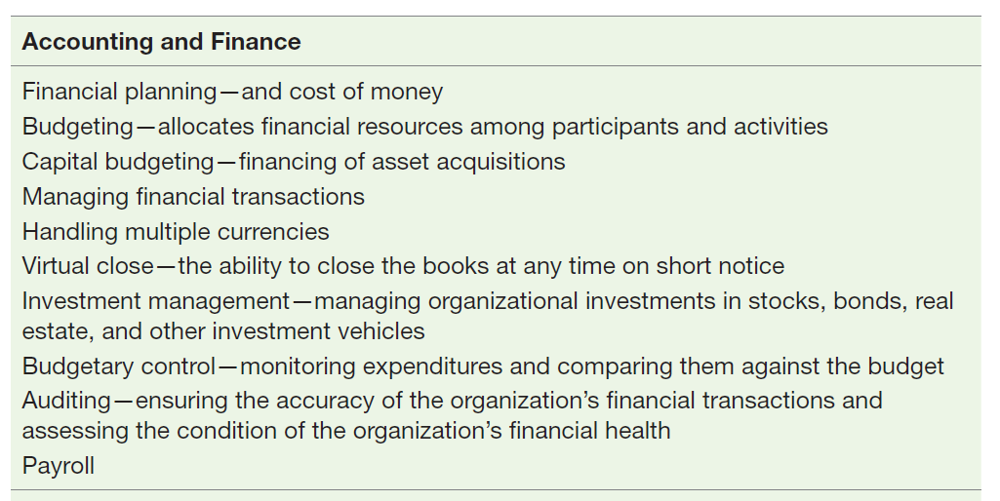 Accounting and Finance
Financial planning—and cost of money
Budgeting—allocates financial resources among participants and activities
Capital budgeting—financing of asset acquisitions
Managing financial transactions
Handling multiple currencies
Virtual close—the ability to close the books at any time on short notice
Investment management—managing organizational investments in stocks, bonds, real
estate, and other investment vehicles
Budgetary control—monitoring expenditures and comparing them against the budget
Auditing—ensuring the accuracy of the organization’s financial transactions and
assessing the condition of the organization’s financial health
Payroll